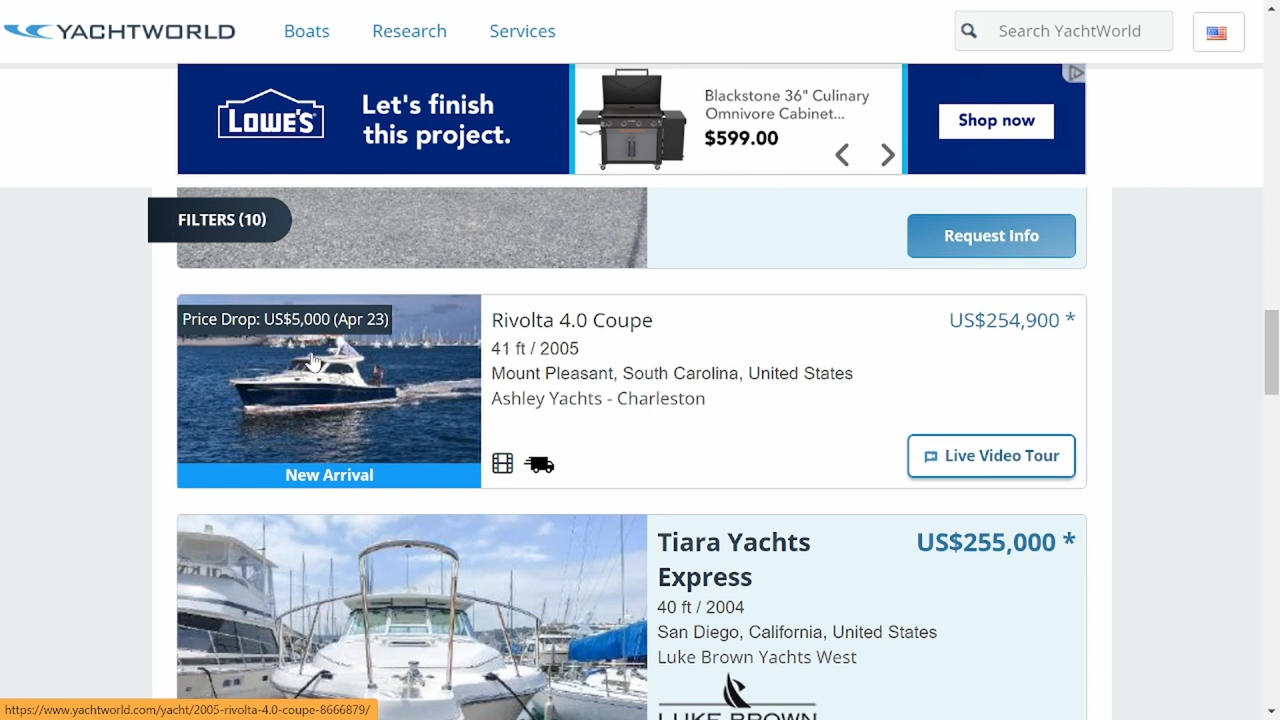 YACHTWORLD
Boats
Research
Services
Search YachtWorld
LOWE'S
Let's finish
this project.
Blackstone 36" Culinary
Omnivore Cabinet...
$599.00
Shop now
FILTERS (10)
Request Info
Price Drop: US$5,000 (Apr 23)
New Arrival
Rivolta 4.0 Coupe
US$254,900 *
41 ft / 2005
Mount Pleasant, South Carolina, United States
Ashley Yachts - Charleston
Live Video Tour
Tiara Yachts
Express
US$255,000 *
40 ft / 2004
San Diego, California, United States
Luke Brown Yachts West
LUKE BROWN
https://www.yachtworld.com/yacht/2005-rivolta-4.0-coupe-8666879/